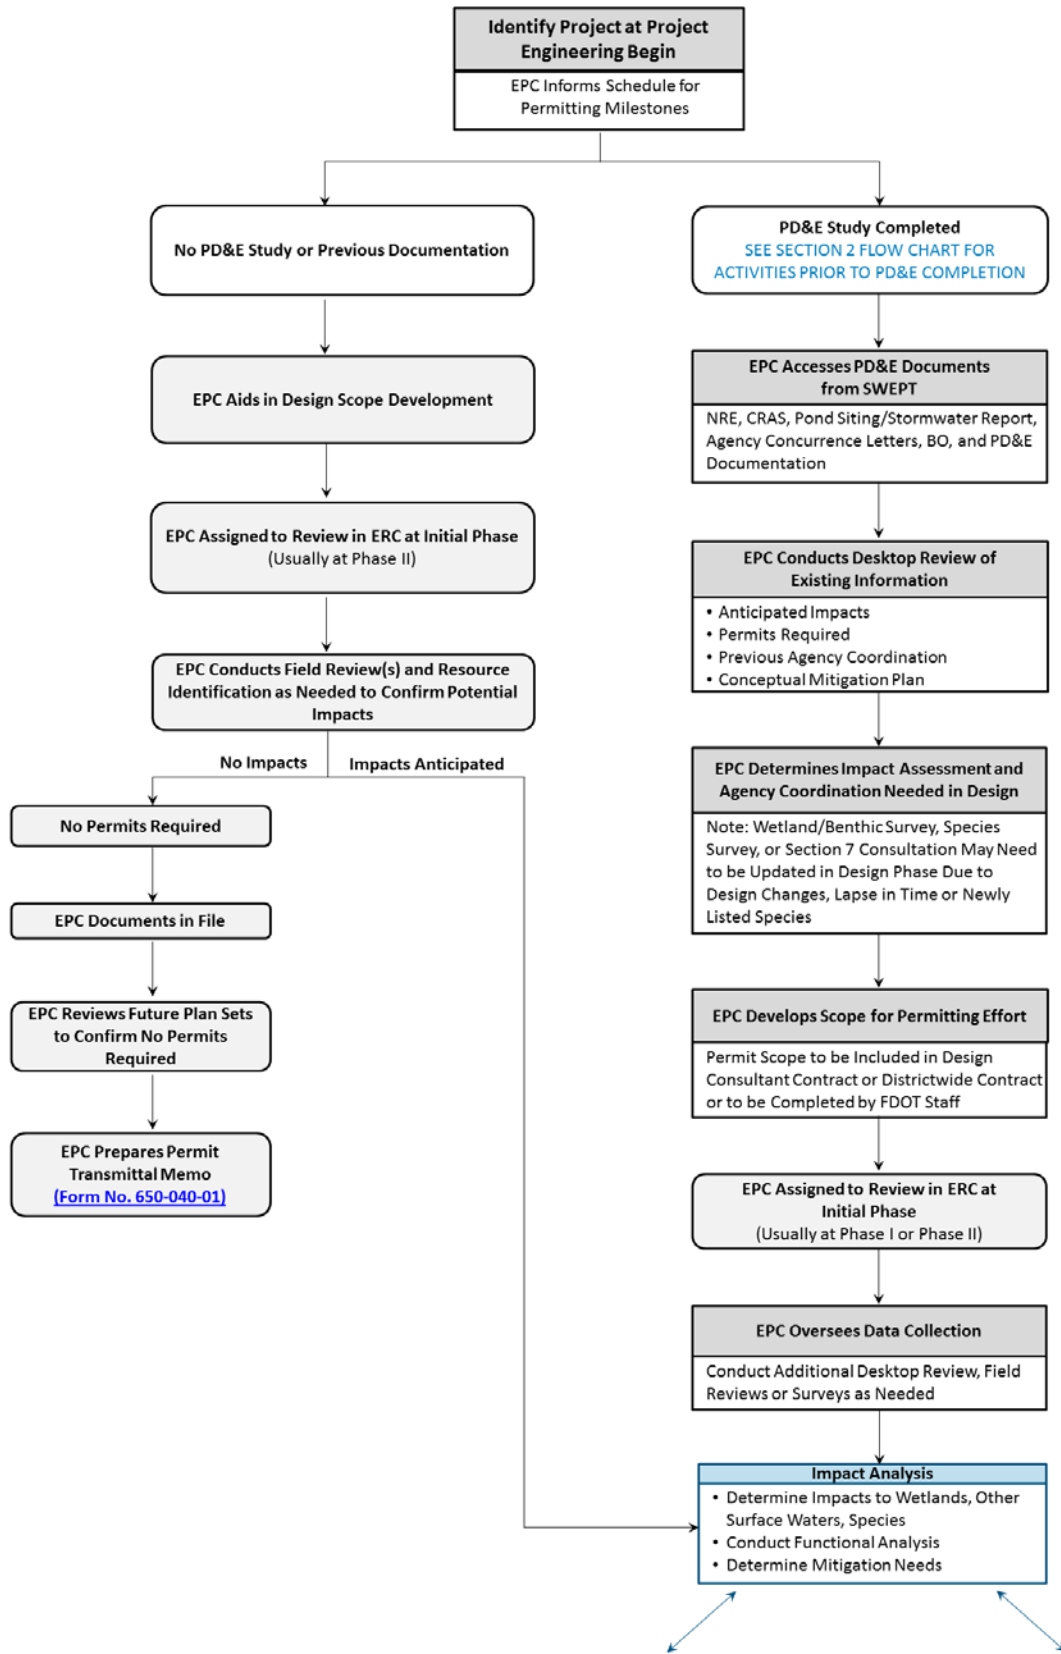 Identify Project at Project
Engineering Begin
EPC Informs Schedule for
Permitting Milestones
No PD&E Study or Previous Documentation
EPC Aids in Design Scope Development
EPC Assigned to Review in ERC at Initial Phase
(Usually at Phase II)
EPC Conducts Field Review(s) and Resource
Identification as Needed to Confirm Potential
Impacts
No Impacts
Impacts Anticipated
No Permits Required
EPC Documents in File
EPC Reviews Future Plan Sets
to Confirm No Permits
Required
EPC Prepares Permit
Transmittal Memo
(Form No. 650-040-01)
PD&E Study Completed
SEE SECTION 2 FLOW CHART FOR
ACTIVITIES PRIOR TO PD&E COMPLETION
EPC Accesses PD&E Documents
from SWEPT
NRE, CRAS, Pond Siting/Stormwater Report,
Agency Concurrence Letters, BO, and PD&E
Documentation
EPC Conducts Desktop Review of
Existing Information
• Anticipated Impacts
• Permits Required
• Previous Agency Coordination
• Conceptual Mitigation Plan
EPC Determines Impact Assessment and
Agency Coordination Needed in Design
Note: Wetland/Benthic Survey, Species
Survey, or Section 7 Consultation May Need
to be Updated in Design Phase Due to
Design Changes, Lapse in Time or Newly
Listed Species
EPC Develops Scope for Permitting Effort
Permit Scope to be Included in Design
Consultant Contract or Districtwide Contract
or to be Completed by FDOT Staff
EPC Assigned to Review in ERC at
Initial Phase
(Usually at Phase I or Phase II)
EPC Oversees Data Collection
Conduct Additional Desktop Review, Field
Reviews or Surveys as Needed
Impact Analysis
• Determine Impacts to Wetlands, Other
Surface Waters, Species
• Conduct Functional Analysis
• Determine Mitigation Needs